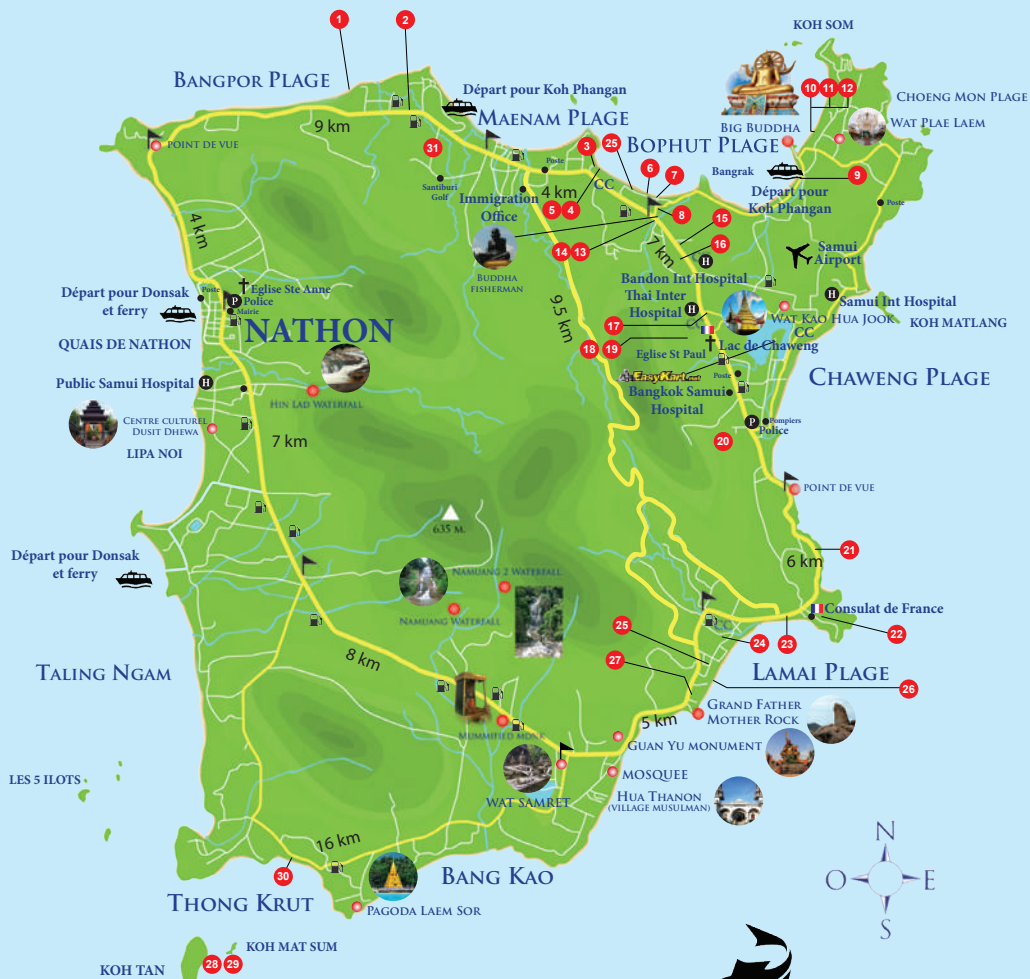 KOH SOM
1
2
BANGPOR PLAGE
Départ pour Koh Phangan
MAENAM PLAGE
10 11 12
CHOENG MON PLAGE
WAT PLAE LAEM
BIG BUDDHA
9 km
POINT DE VUE
31
3
25
BOPHUT PLAGE
Poste
CC
6
7
Bangrak
9
Départ pour
Koh Phangan
Santiburi
Golf
Immigration
Office
4 km
5 4
8
Poste
4 km
BUDDHA
FISHERMAN
14 13
7 km
15
16
H
Samui
Airport
Bandon Int Hospital
Thai Inter
Hospital
H
H
Samui Int Hospital
KOH MATLANG
Départ pour Donsak
et ferry
Poste
Eglise Ste Anne
P
Police
Mairie
NATHON
QUAIS DE NATHON
9.5 km
17
CC
WAT KAO HUA JOOK
CC
18 19
Eglise St Paul
Lac de Chaweng
EasyKart.net
Poste
Bangkok Samui
Hospital
CHAWENG PLAGE
Public Samui Hospital
H
HIN LAD WATERFALL
CENTRE CULTUREL
DUSIT DHEWA
LIPA NOI
7 km
20
P
Pompiers
Police
POINT DE VUE
635 M.
Départ pour Donsak
et ferry
6 km
21
NAMUANG 2 WATERFALL
NAMUANG WATERFALL
Consulat de France
22
23
CC
24
25
27
LAMAI PLAGE
26
TALING NGAM
8 km
5 km
GRAND FATHER
MOTHER ROCK
MUMMIFIED MONK
GUAN YU MONUMENT
MOSQUEE
WAT SAMRET
HUA THANON
(VILLAGE MUSULMAN)
LES 5 ILOTS
16 km
30
THONG KRUT
BANG KAO
PAGODA LAEM SOR
N
O E
S
KOH MAT SUM
28 29
KOH TAN